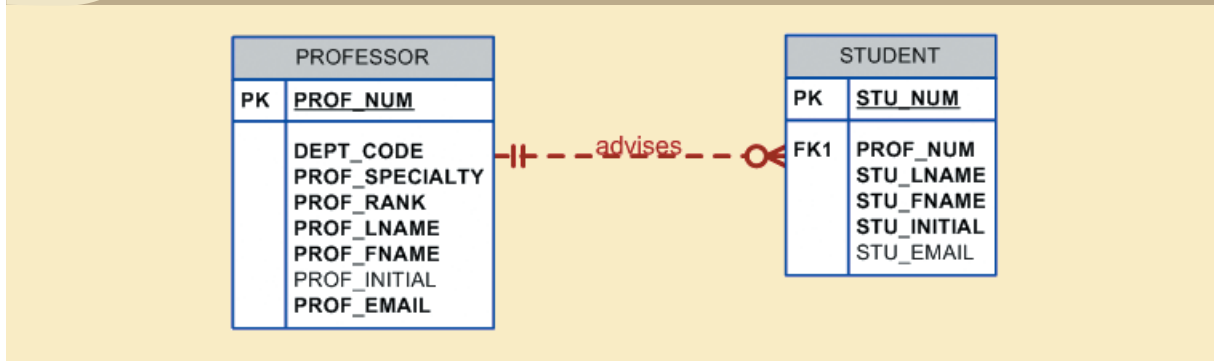 PROFESSOR
PK PROF_NUM
DEPT_CODE
PROF_SPECIALTY
PROF_RANK
PROF_LNAME
PROF_FNAME
PROF_INITIAL
PROF_EMAIL
advises
STUDENT
PK STU_NUM
FK1 PROF_NUM
STU_LNAME
STU_FNAME
STU_INITIAL
STU_EMAIL